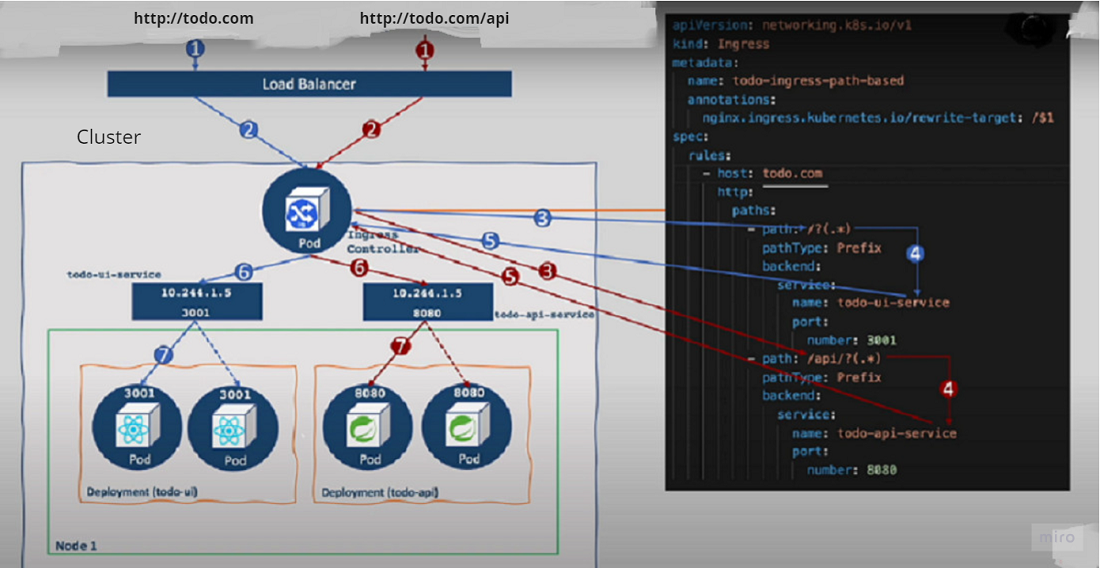 http://todo.com
http://todo.com/api
1
1
Load Balancer
2
2
Cluster
Pod
Ingress
Controller
3
5
3
5
4
4
6
6
todo-ui-service
10.244.1.5
3001
10.244.1.5
8080
todo-api-service
7
7
3001
Pod
3001
Pod
8080
Pod
8080
Pod
Deployment (todo-ui)
Deployment (todo-api)
Node 1
apiVersion: networking.k8s.io/v1
kind: Ingress
metadata:
name: todo-ingress-path-based
annotations:
nginx.ingress.kubernetes.io/rewrite-target: /$1
spec:
rules:
- host: todo.com
http:
paths:
- path: /?(.*)
pathType: Prefix
backend:
service:
name: todo-ui-service
port:
number: 3001
- path: /api/?(.*)
pathType: Prefix
backend:
service:
name: todo-api-service
port:
number: 8080
miro